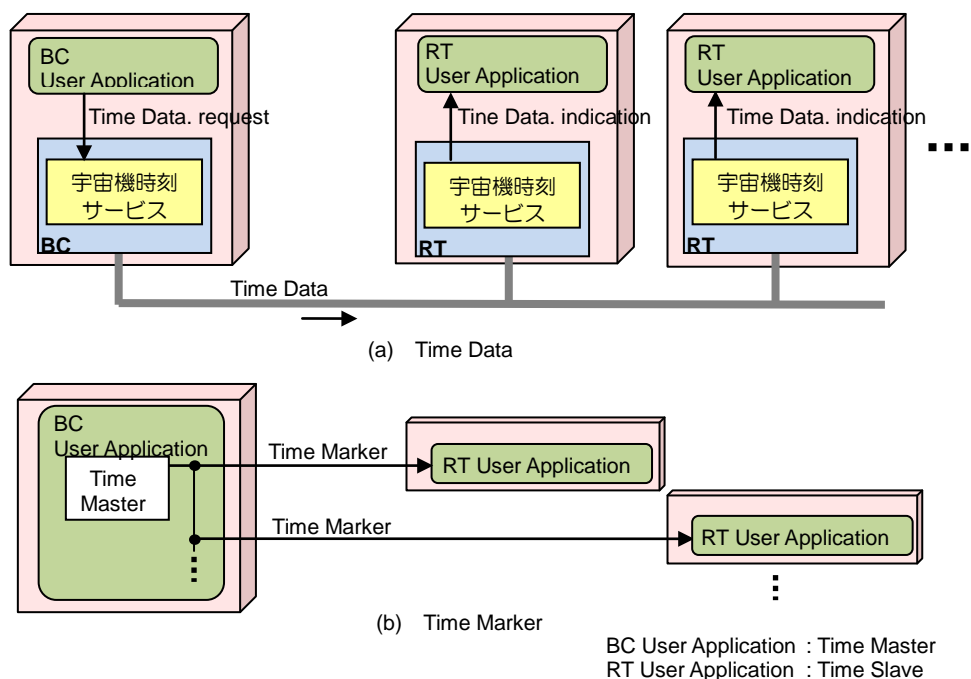 BC
User Application
Time Data. request
宇宙機時刻
サービス
BC
RT
User Application
Tine Data. indication
宇宙機時刻
サービス
RT
RT
User Application
Time Data. indication
宇宙機時刻
サービス
RT
Time Data
(a) Time Data
BC
User Application
Time
Master
Time Marker
RT User Application
Time Marker
RT User Application
(b) Time Marker
BC User Application : Time Master
RT User Application : Time Slave